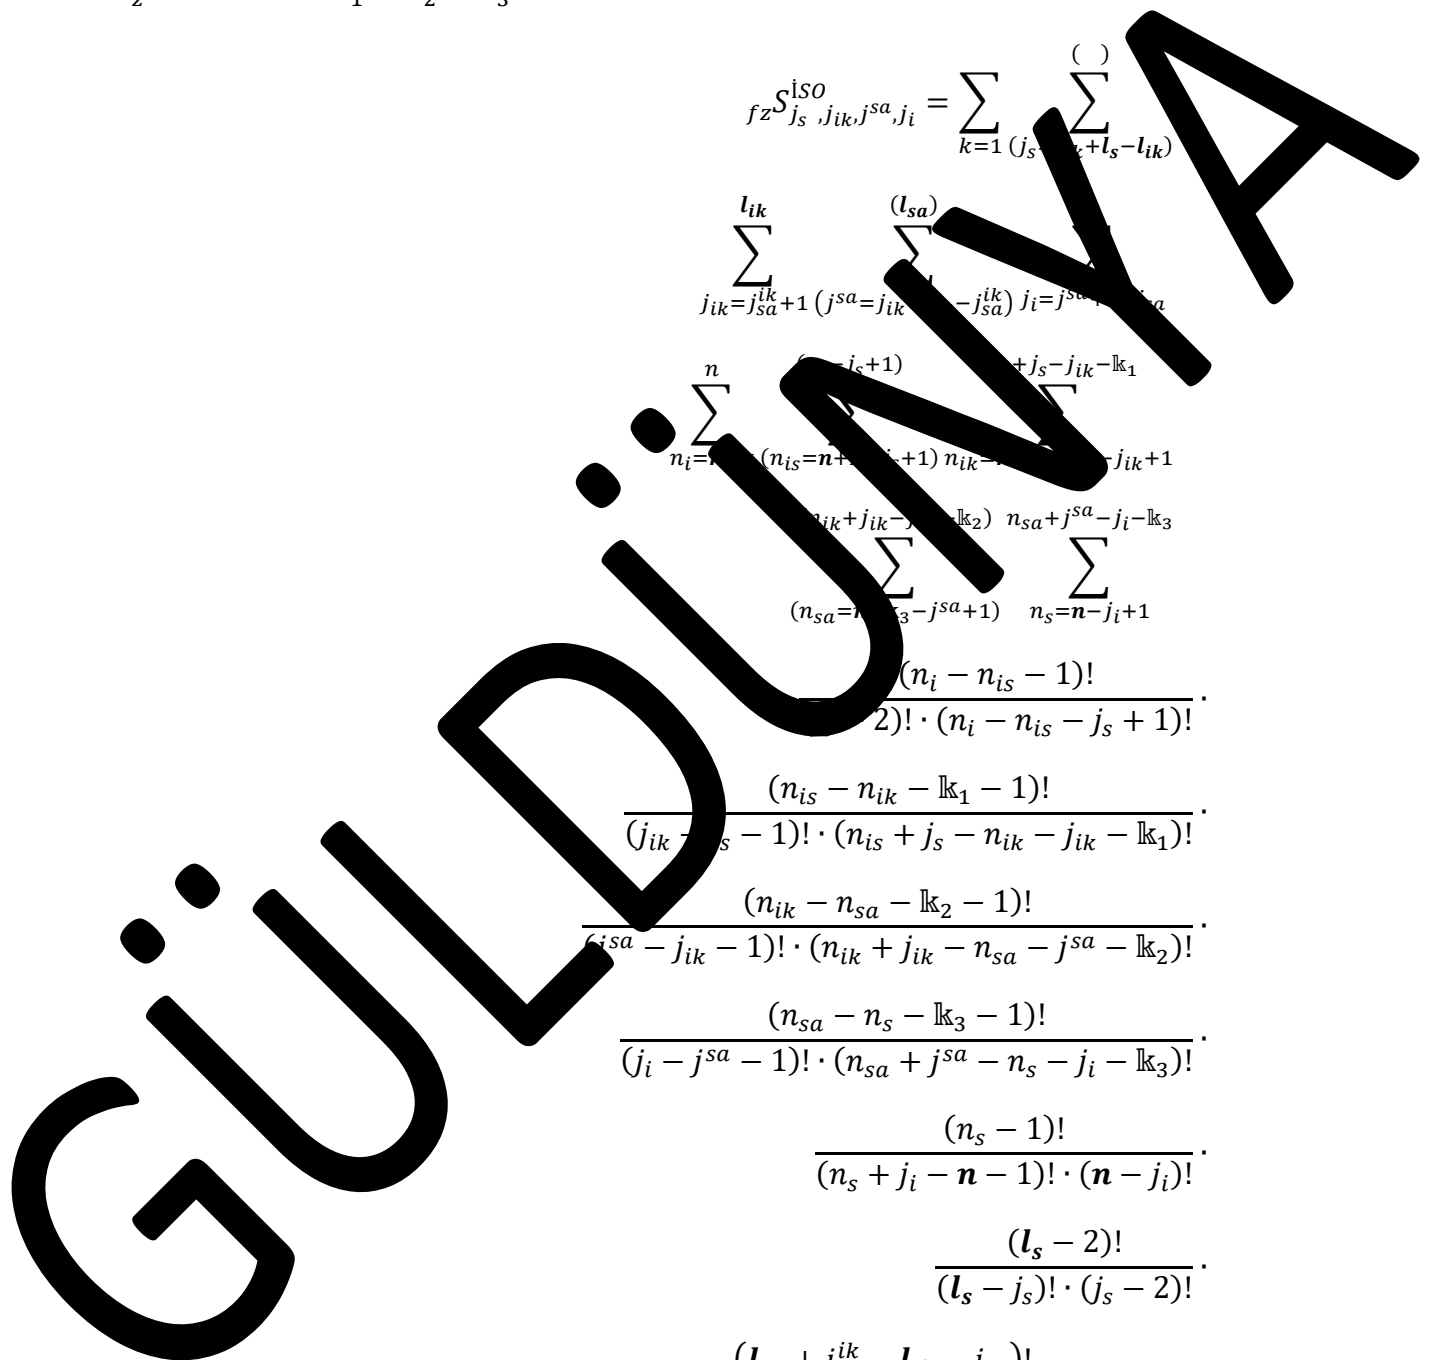 fzS^{İSO}_{j_s, j_{ik}, j^{sa}, j_i} = ∑_{k=1} ∑^{( )}_{(j_s ... +l_s−l_{ik})}
∑^{l_{ik}}_{j_{ik}=j^{ik}_{sa}+1} ∑^{(l_{sa})}_{(j^{sa}=j_{ik} ... −j^{ik}_{sa})} ∑_{j_i=j^{sa} ...}
∑^{n}_{n_i= ...} ∑^{( ... −j_s+1)}_{(n_{is}=n+ ... +1)} ∑^{ ... +j_s−j_{ik}−𝕜_1}_{n_{ik}= ... −j_{ik}+1}
∑^{( n_{ik}+j_{ik}− ... −𝕜_2)}_{(n_{sa}=n ... _3−j^{sa}+1)} ∑^{n_{sa}+j^{sa}−j_i−𝕜_3}_{n_s=n−j_i+1}
(n_i − n_{is} − 1)!
... 2)! · (n_i − n_{is} − j_s + 1)! ·
(n_{is} − n_{ik} − 𝕜_1 − 1)!
(j_{ik} − ..._s − 1)! · (n_{is} + j_s − n_{ik} − j_{ik} − 𝕜_1)! ·
(n_{ik} − n_{sa} − 𝕜_2 − 1)!
(j^{sa} − j_{ik} − 1)! · (n_{ik} + j_{ik} − n_{sa} − j^{sa} − 𝕜_2)! ·
(n_{sa} − n_s − 𝕜_3 − 1)!
(j_i − j^{sa} − 1)! · (n_{sa} + j^{sa} − n_s − j_i − 𝕜_3)! ·
(n_s − 1)!
(n_s + j_i − n − 1)! · (n − j_i)! ·
(l_s − 2)!
(l_s − j_s)! · (j_s − 2)! ·
GÜLDÜNYA